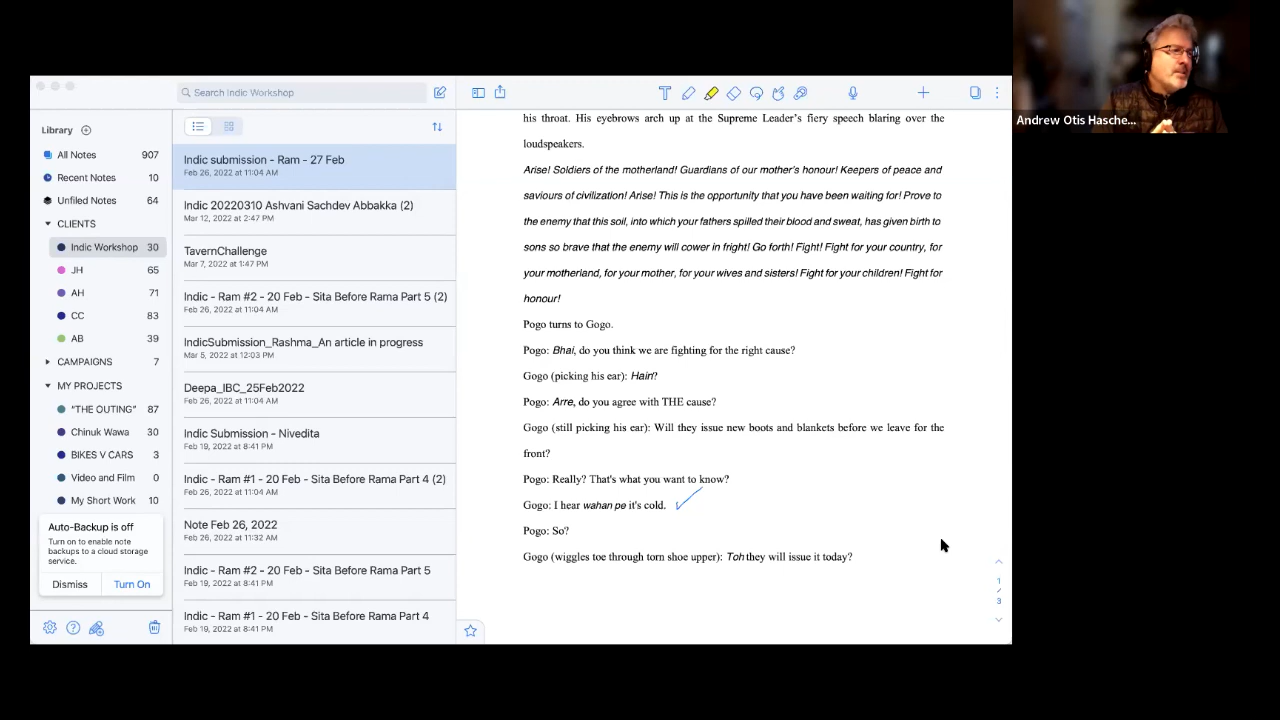 Search Indic Workshop
Library
All Notes 907
Recent Notes 10
Unfiled Notes 64
CLIENTS
Indic Workshop 30
JH 65
AH 71
CC 83
AB 39
CAMPAIGNS 7
MY PROJECTS
"THE OUTING" 87
Chinuk Wawa 30
BIKES V CARS 3
Video and Film 0
My Short Work 10
Auto-Backup is off
Turn on to enable note
backups to a cloud storage
service.
Dismiss Turn On
Indic submission - Ram - 27 Feb
Feb 26, 2022 at 11:04 AM
Indic 20220310 Ashvani Sachdev Abbakka (2)
Mar 12, 2022 at 2:47 PM
TavernChallenge
Mar 7, 2022 at 1:47 PM
Indic - Ram #2 - 20 Feb - Sita Before Rama Part 5 (2)
Feb 26, 2022 at 11:04 AM
IndicSubmission_Rashma_An article in progress
Mar 5, 2022 at 12:03 PM
Deepa_IBC_25Feb2022
Feb 26, 2022 at 11:04 AM
Indic Submission - Nivedita
Feb 19, 2022 at 8:41 PM
Indic - Ram #1 - 20 Feb - Sita Before Rama Part 4 (2)
Feb 26, 2022 at 11:04 AM
Note Feb 26, 2022
Feb 26, 2022 at 11:32 AM
Indic - Ram #2 - 20 Feb - Sita Before Rama Part 5
Feb 26, 2022 at 11:04 AM
Indic - Ram #1 - 20 Feb - Sita Before Rama Part 4
Feb 19, 2022 at 8:41 PM
his throat. His eyebrows arch up at the Supreme Leader's fiery speech blaring over the
loudspeakers.
Arise! Soldiers of the motherland! Guardians of our mother's honour! Keepers of peace and
saviours of civilization! Arise! This is the opportunity that you have been waiting for! Prove to
the enemy that this soil, into which your fathers spilled their blood and sweat, has given birth to
sons so brave that the enemy will cower in fright! Go forth! Fight! Fight for your country, for
your motherland, for your mother, for your wives and sisters! Fight for your children! Fight for
honour!
Pogo turns to Gogo.
Pogo: Bhai, do you think we are fighting for the right cause?
Gogo (picking his ear): Hain?
Pogo: Arre, do you agree with THE cause?
Gogo (still picking his ear): Will they issue new boots and blankets before we leave for the
front?
Pogo: Really? That's what you want to know?
Gogo: I hear wahan pe it's cold.
Pogo: So?
Gogo (wiggles toe through torn shoe upper): Toh they will issue it today?
1
/
3
Andrew Otis Hasche...